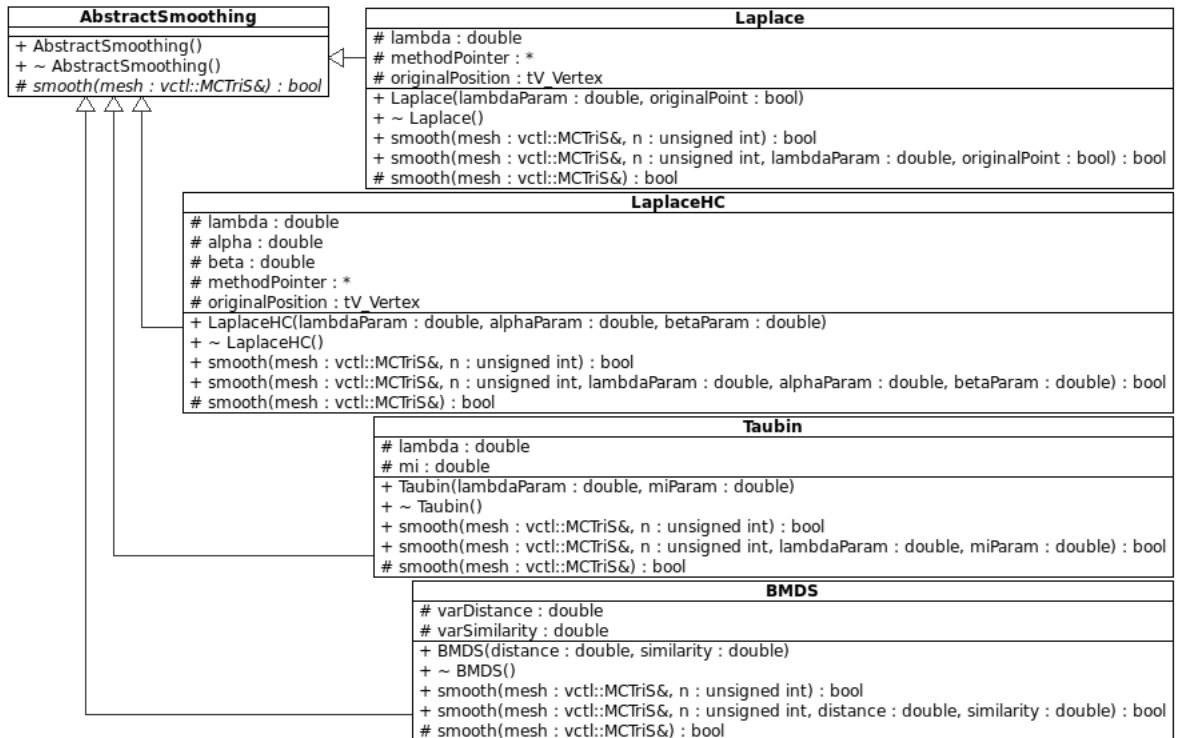 AbstractSmoothing
+ AbstractSmoothing()
+ ~ AbstractSmoothing()
# smooth(mesh : vctl::MCTriS&) : bool
Laplace
# lambda : double
# methodPointer : *
# originalPosition : tV_Vertex
+ Laplace(lambdaParam : double, originalPoint : bool)
+ ~ Laplace()
+ smooth(mesh : vctl::MCTriS&, n : unsigned int) : bool
+ smooth(mesh : vctl::MCTriS&, n : unsigned int, lambdaParam : double, originalPoint : bool) : bool
# smooth(mesh : vctl::MCTriS&) : bool
LaplaceHC
# lambda : double
# alpha : double
# beta : double
# methodPointer : *
# originalPosition : tV_Vertex
+ LaplaceHC(lambdaParam : double, alphaParam : double, betaParam : double)
+ ~ LaplaceHC()
+ smooth(mesh : vctl::MCTriS&, n : unsigned int) : bool
+ smooth(mesh : vctl::MCTriS&, n : unsigned int, lambdaParam : double, alphaParam : double, betaParam : double) : bool
# smooth(mesh : vctl::MCTriS&) : bool
Taubin
# lambda : double
# mi : double
+ Taubin(lambdaParam : double, miParam : double)
+ ~ Taubin()
+ smooth(mesh : vctl::MCTriS&, n : unsigned int) : bool
+ smooth(mesh : vctl::MCTriS&, n : unsigned int, lambdaParam : double, miParam : double) : bool
# smooth(mesh : vctl::MCTriS&) : bool
BMDS
# varDistance : double
# varSimilarity : double
+ BMDS(distance : double, similarity : double)
+ ~ BMDS()
+ smooth(mesh : vctl::MCTriS&, n : unsigned int) : bool
+ smooth(mesh : vctl::MCTriS&, n : unsigned int, distance : double, similarity : double) : bool
# smooth(mesh : vctl::MCTriS&) : bool